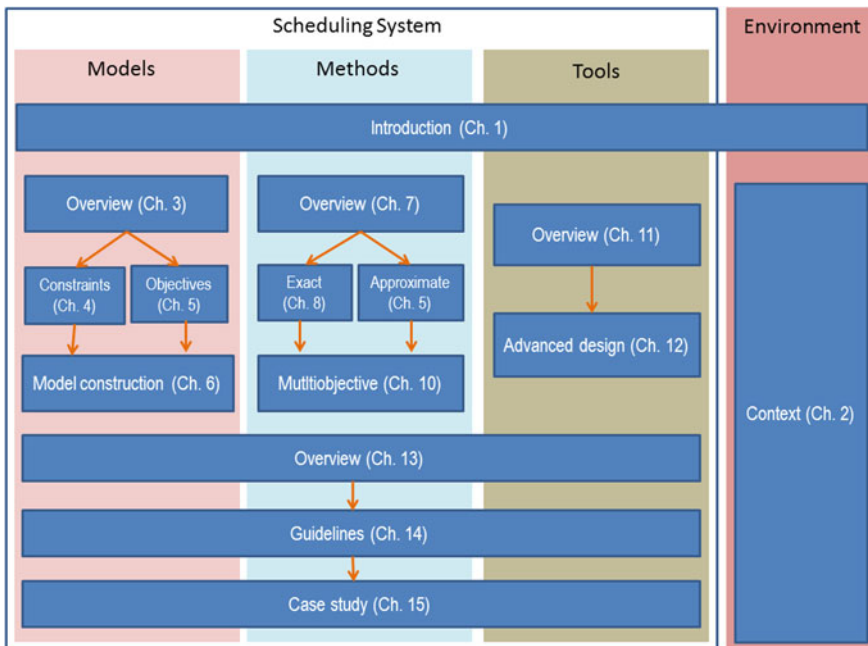 Scheduling System
Environment
Models
Methods
Tools
Introduction (Ch. 1)
Overview (Ch. 3)
Overview (Ch. 7)
Overview (Ch. 11)
Constraints
(Ch. 4)
Objectives
(Ch. 5)
Exact
(Ch. 8)
Approximate
(Ch. 5)
Advanced design (Ch. 12)
Model construction (Ch. 6)
Mutltiobjective (Ch. 10)
Context (Ch. 2)
Overview (Ch. 13)
Guidelines (Ch. 14)
Case study (Ch. 15)